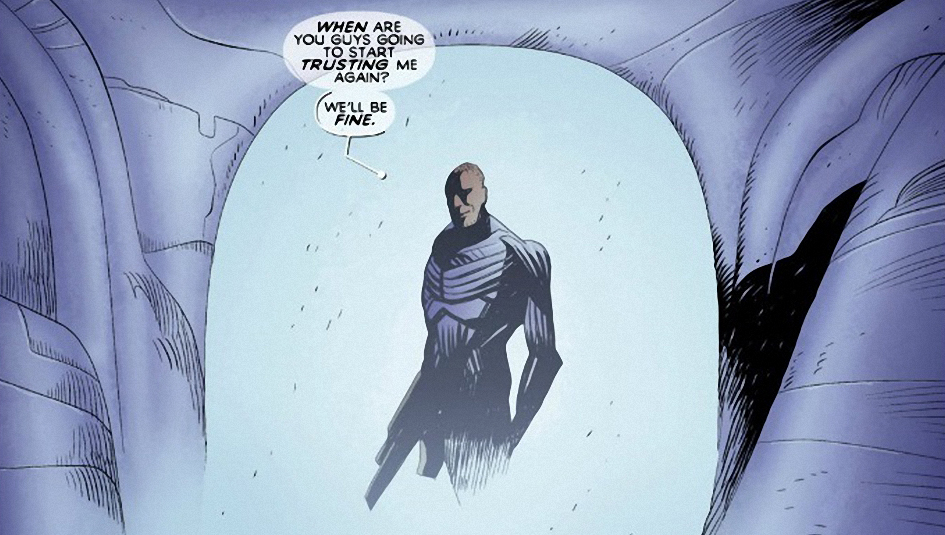 WHEN ARE
YOU GUYS GOING
TO START
TRUSTING ME
AGAIN?
WE'LL BE
FINE.